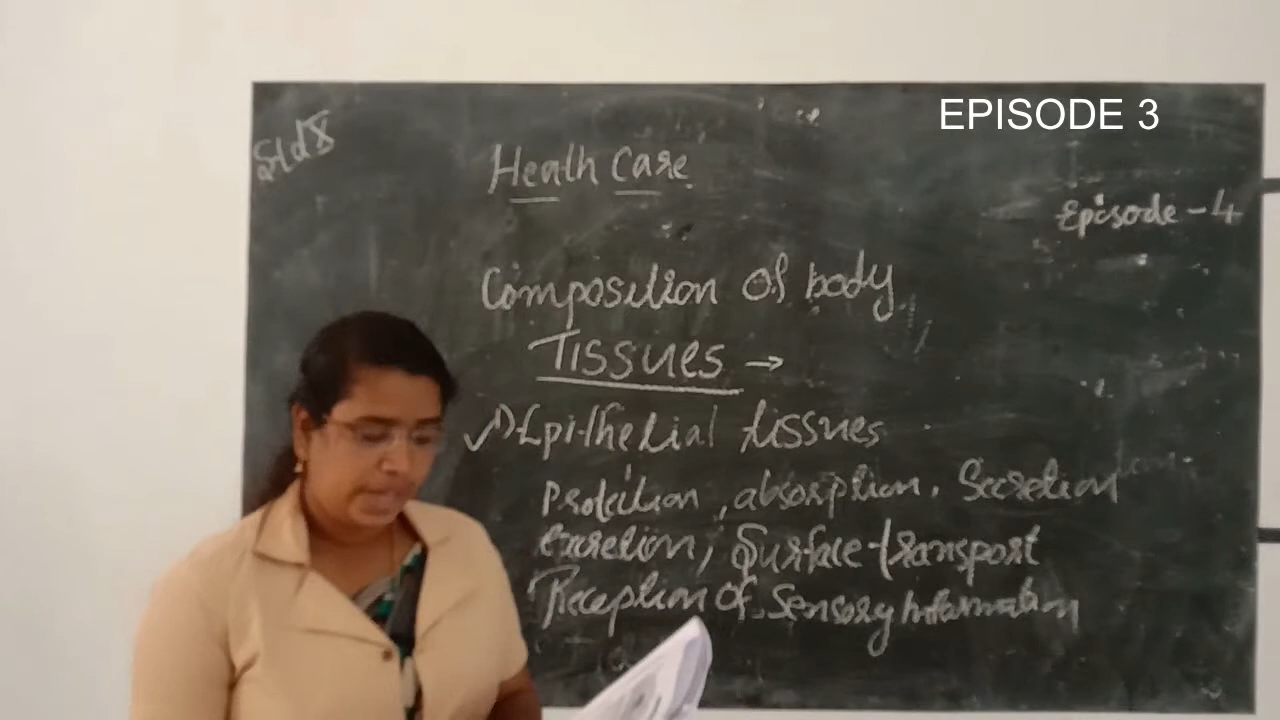 EPISODE 3
Std X
Health Care
Episode - 4
Composition of body
Tissues →
✓1) Epithelial tissues
Protection, absorption, Secretion
Excretion, Surface transport
Reception of Sensory Information